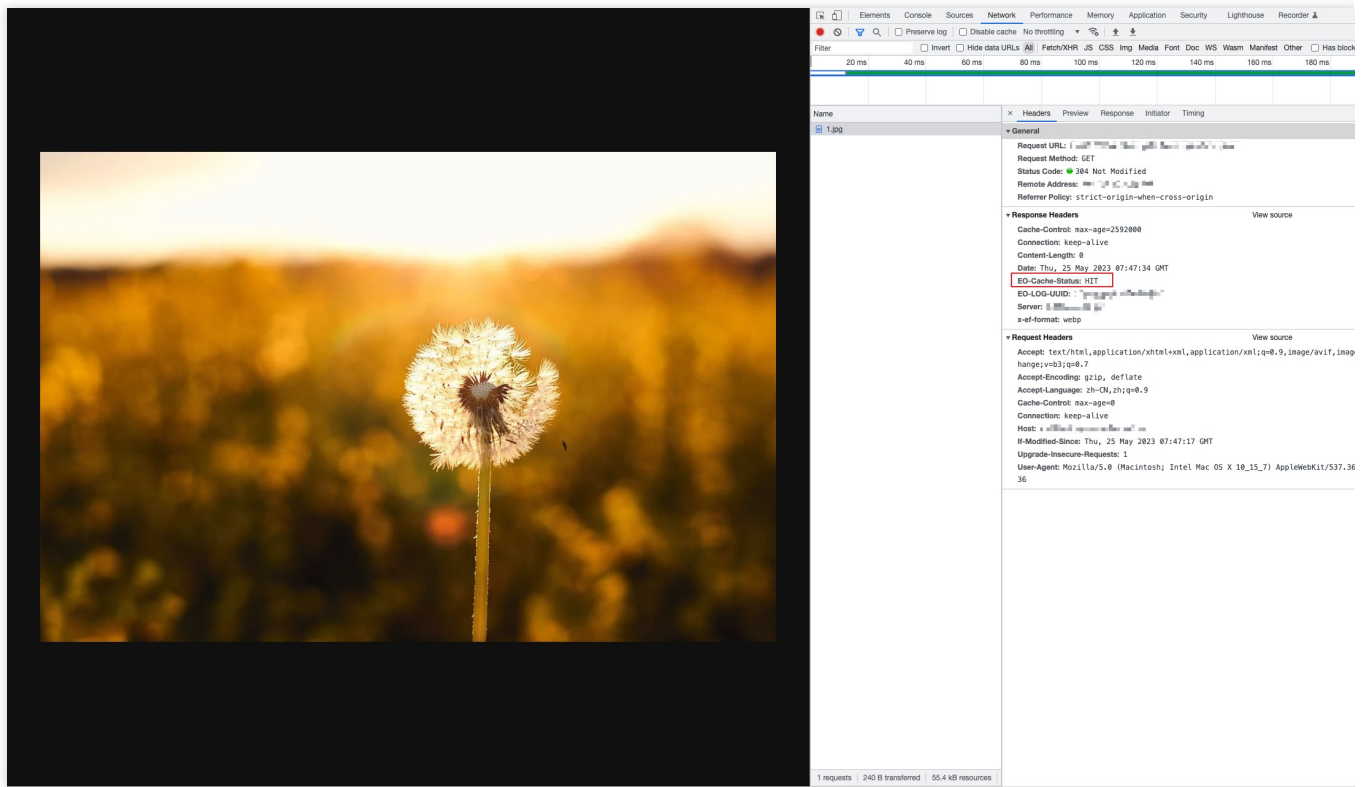 Elements Console Sources Network Performance Memory Application Security Lighthouse Recorder
Preserve log Disable cache No throttling
Filter Invert Hide data URLs All Fetch/XHR JS CSS Img Media Font Doc WS Wasm Manifest Other Has block
20 ms 40 ms 60 ms 80 ms 100 ms 120 ms 140 ms 160 ms 180 ms
Name
1.jpg
× Headers Preview Response Initiator Timing
General
Request URL:
Request Method: GET
Status Code: 304 Not Modified
Remote Address:
Referrer Policy: strict-origin-when-cross-origin
Response Headers View source
Cache-Control: max-age=2592000
Connection: keep-alive
Content-Length: 0
Date: Thu, 25 May 2023 07:47:34 GMT
EO-Cache-Status: HIT
EO-LOG-UUID:
Server:
x-ef-format: webp
Request Headers View source
Accept: text/html,application/xhtml+xml,application/xml;q=0.9,image/avif,imag
hange;v=b3;q=0.7
Accept-Encoding: gzip, deflate
Accept-Language: zh-CN,zh;q=0.9
Cache-Control: max-age=0
Connection: keep-alive
Host:
If-Modified-Since: Thu, 25 May 2023 07:47:17 GMT
Upgrade-Insecure-Requests: 1
User-Agent: Mozilla/5.0 (Macintosh; Intel Mac OS X 10_15_7) AppleWebKit/537.36
36
1 requests 240 B transferred 55.4 kB resources